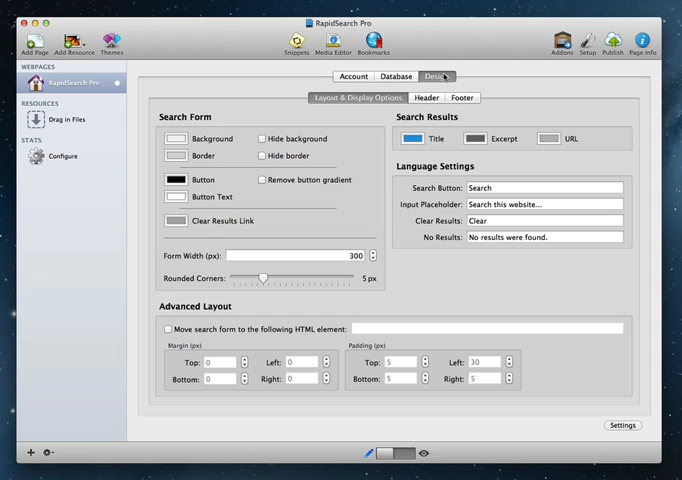 RapidSearch Pro
Add Page
Add Resource
Themes
Snippets
Media Editor
Bookmarks
Addons
Setup
Publish
Page Info
WEBPAGES
RapidSearch Pro
RESOURCES
Drag in Files
STATS
Configure
Account
Database
Design
Layout & Display Options
Header
Footer
Search Form
Background
Hide background
Border
Hide border
Button
Remove button gradient
Button Text
Clear Results Link
Form Width (px):
300
Rounded Corners:
5 px
Search Results
Title
Excerpt
URL
Language Settings
Search Button: Search
Input Placeholder: Search this website...
Clear Results: Clear
No Results: No results were found.
Advanced Layout
Move search form to the following HTML element:
Margin (px)
Top: 0
Left: 0
Bottom: 0
Right: 0
Padding (px)
Top: 5
Left: 30
Bottom: 5
Right: 5
Settings